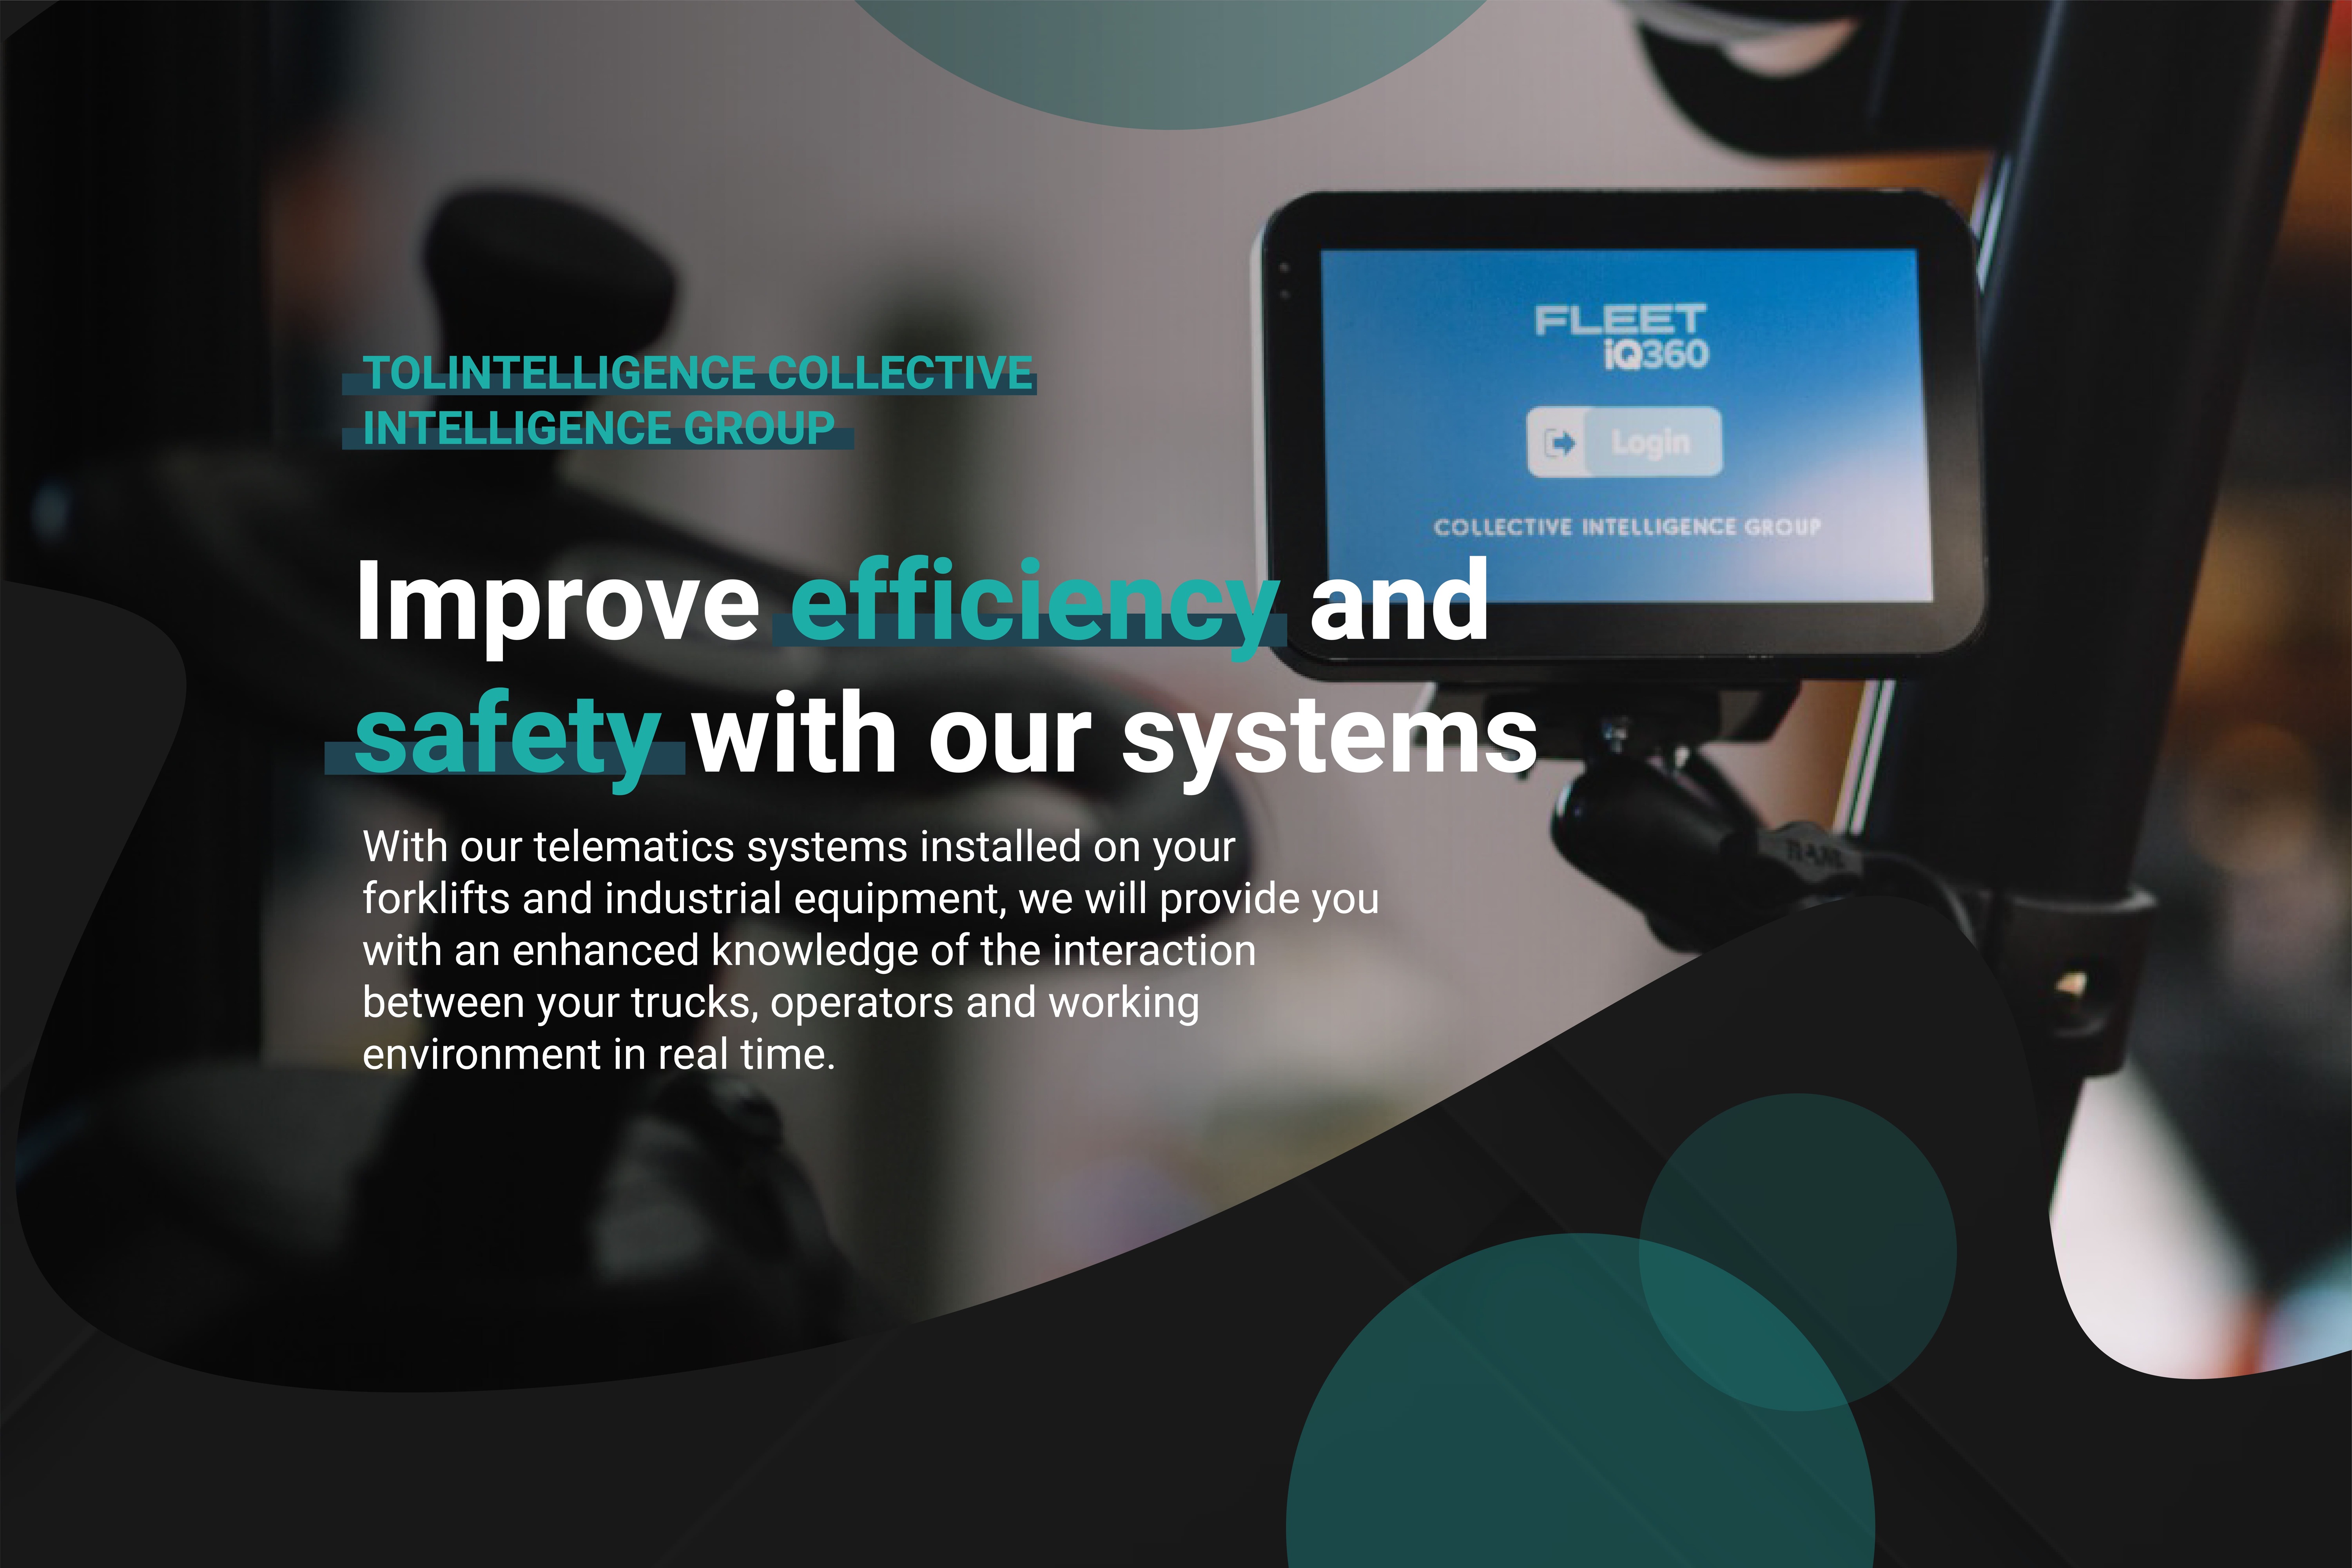 TOLINTELLIGENCE COLLECTIVE
INTELLIGENCE GROUP
FLEET
iQ360
Login
COLLECTIVE INTELLIGENCE GROUP
Improve efficiency and
safety with our systems
With our telematics systems installed on your
forklifts and industrial equipment, we will provide you
with an enhanced knowledge of the interaction
between your trucks, operators and working
environment in real time.